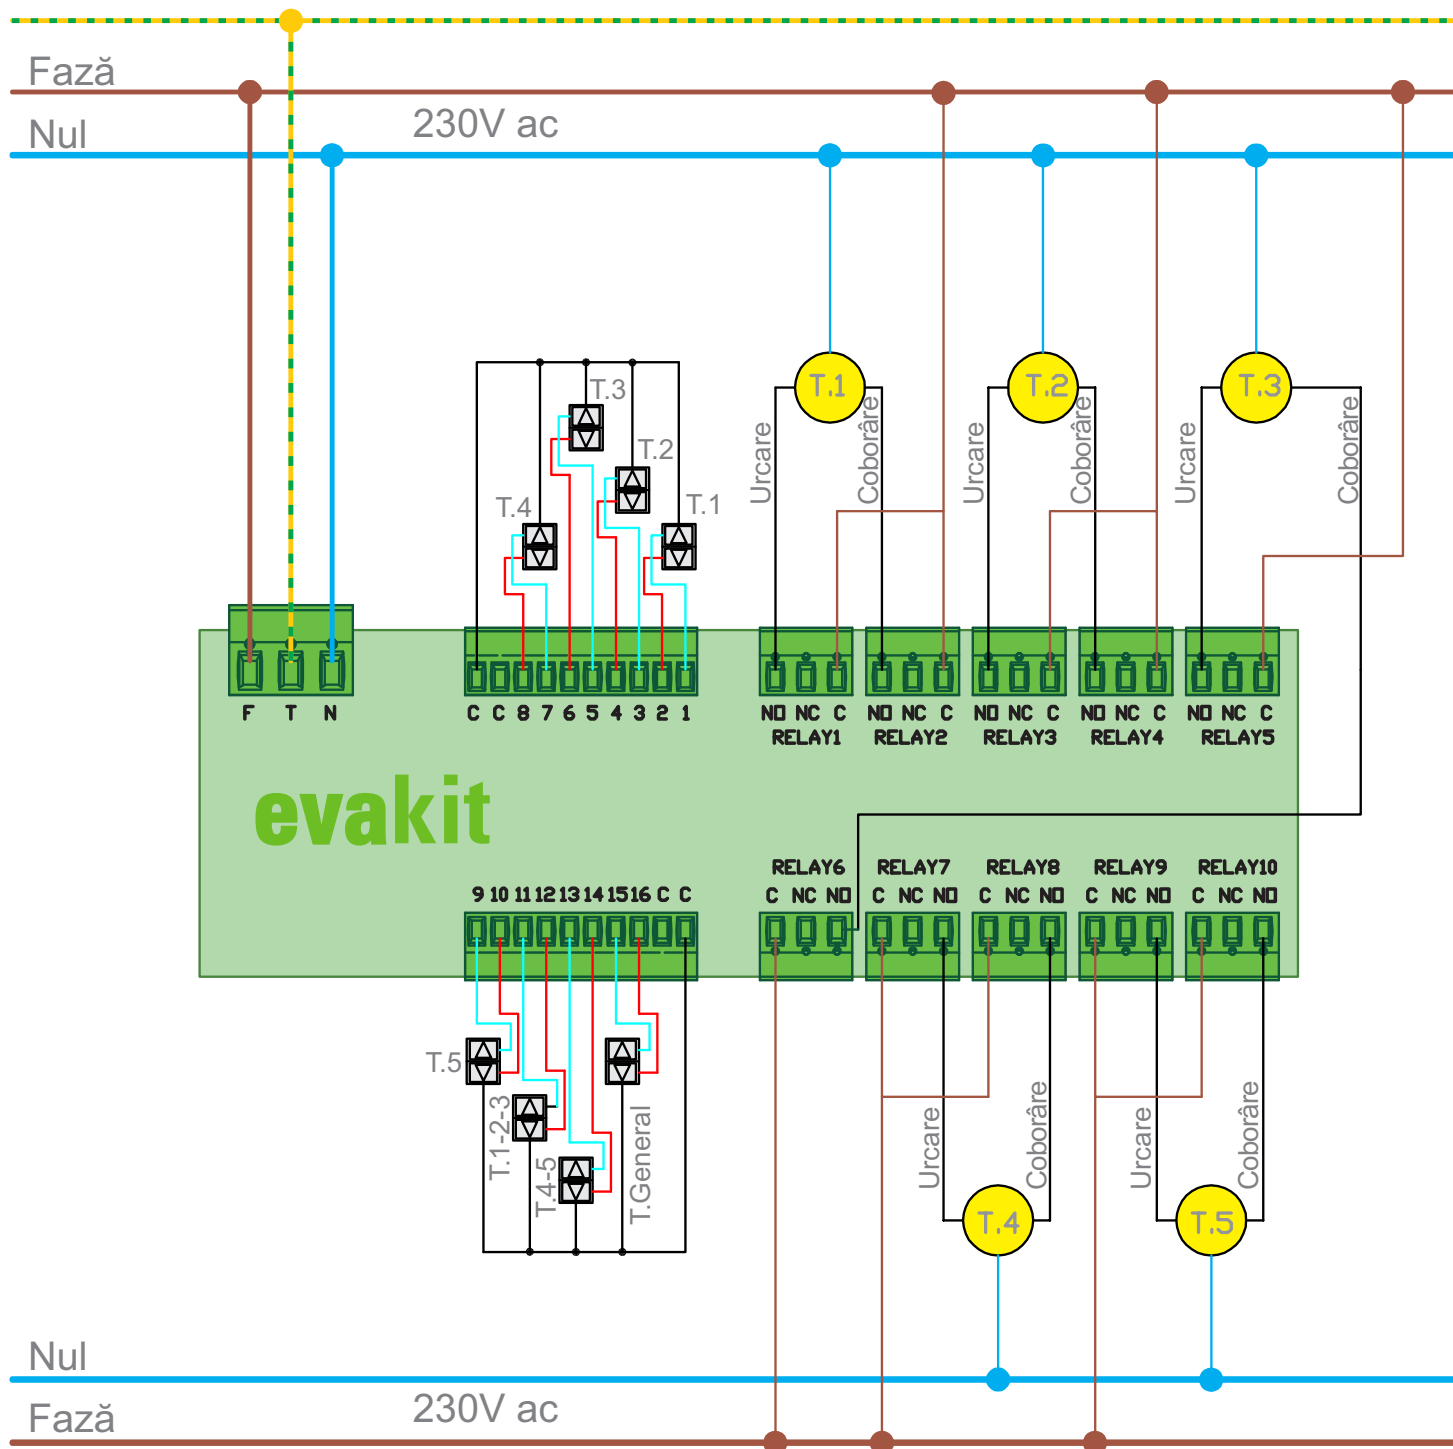 Fază
230V ac
Nul
T.3
T.2
T.4
T.1
T.1
T.2
T.3
Urcare
Coborâre
Urcare
Coborâre
Urcare
Coborâre
F T N
C C 8 7 6 5 4 3 2 1
NO NC C
NO NC C
NO NC C
NO NC C
NO NC C
RELAY1
RELAY2
RELAY3
RELAY4
RELAY5
evakit
RELAY6
RELAY7
RELAY8
RELAY9
RELAY10
9 10 11 12 13 14 15 16 C C
C NC NO
C NC NO
C NC NO
C NC NO
C NC NO
T.5
T.1-2-3
T.4-5
T.General
Urcare
Coborâre
Urcare
Coborâre
T.4
T.5
Nul
230V ac
Fază